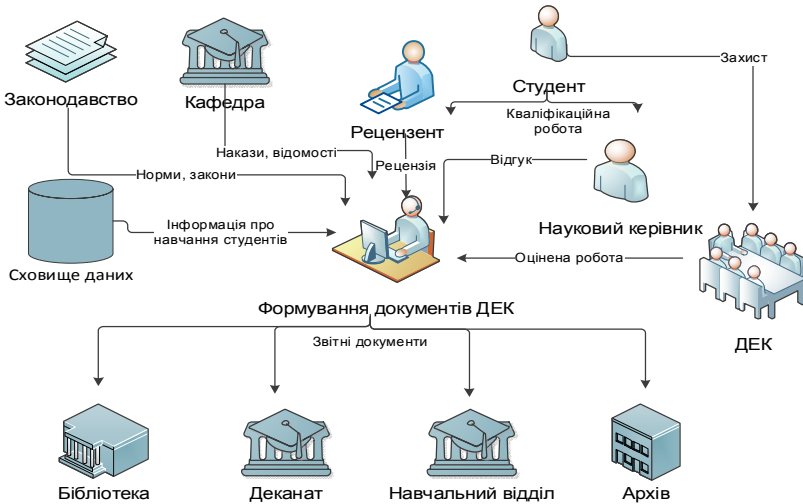 Захист
Законодавство
Кафедра
Рецензент
Студент
Кваліфікаційна
робота
Накази, відомості
Рецензія
Відгук
Норми, закони
Інформація про
навчання студентів
Науковий керівник
Оцінена робота
Сховище даних
Формування документів ДЕК
Звітні документи
ДЕК
Бібліотека
Деканат
Навчальний відділ
Архів